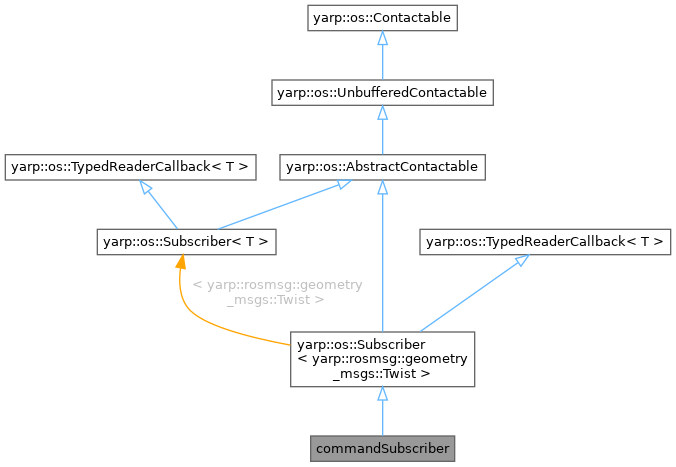 yarp::os::Contactable
yarp::os::UnbufferedContactable
yarp::os::TypedReaderCallback< T >
yarp::os::AbstractContactable
yarp::os::Subscriber< T >
yarp::os::TypedReaderCallback< T >
< yarp::rosmsg::geometry
_msgs::Twist >
yarp::os::Subscriber
< yarp::rosmsg::geometry
_msgs::Twist >
commandSubscriber